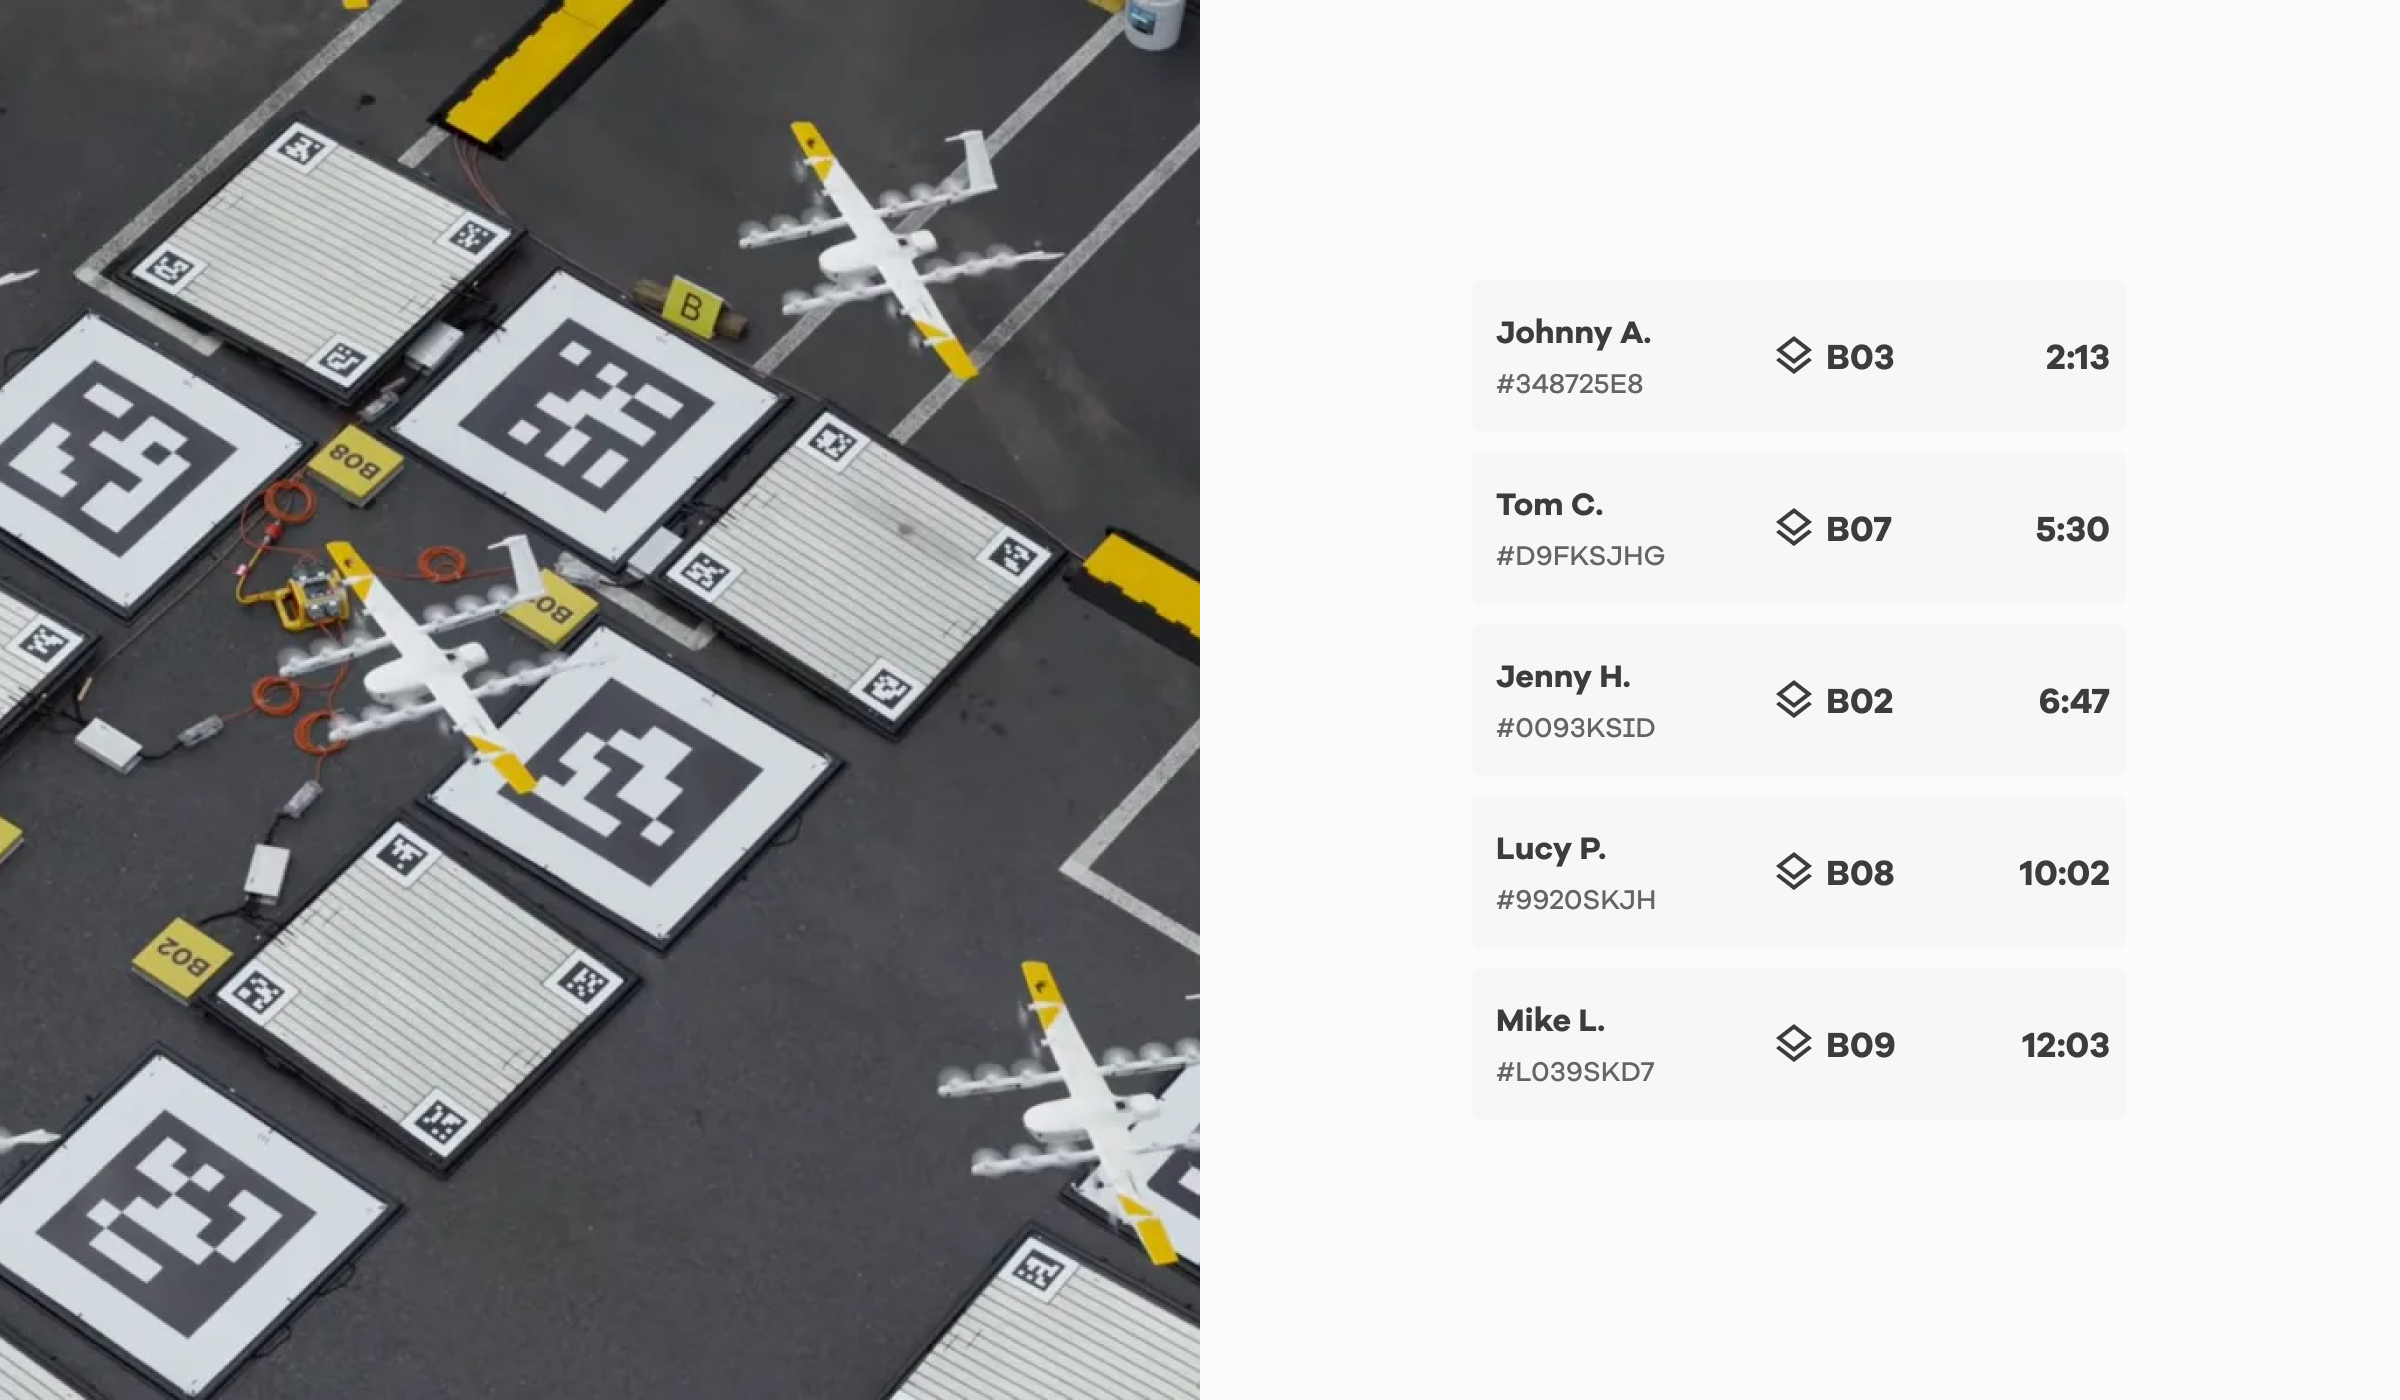 B
B08
B02
Johnny A.
#348725E8
B03
2:13
Tom C.
#D9FKSJHG
B07
5:30
Jenny H.
#0093KSID
B02
6:47
Lucy P.
#9920SKJH
B08
10:02
Mike L.
#L039SKD7
B09
12:03